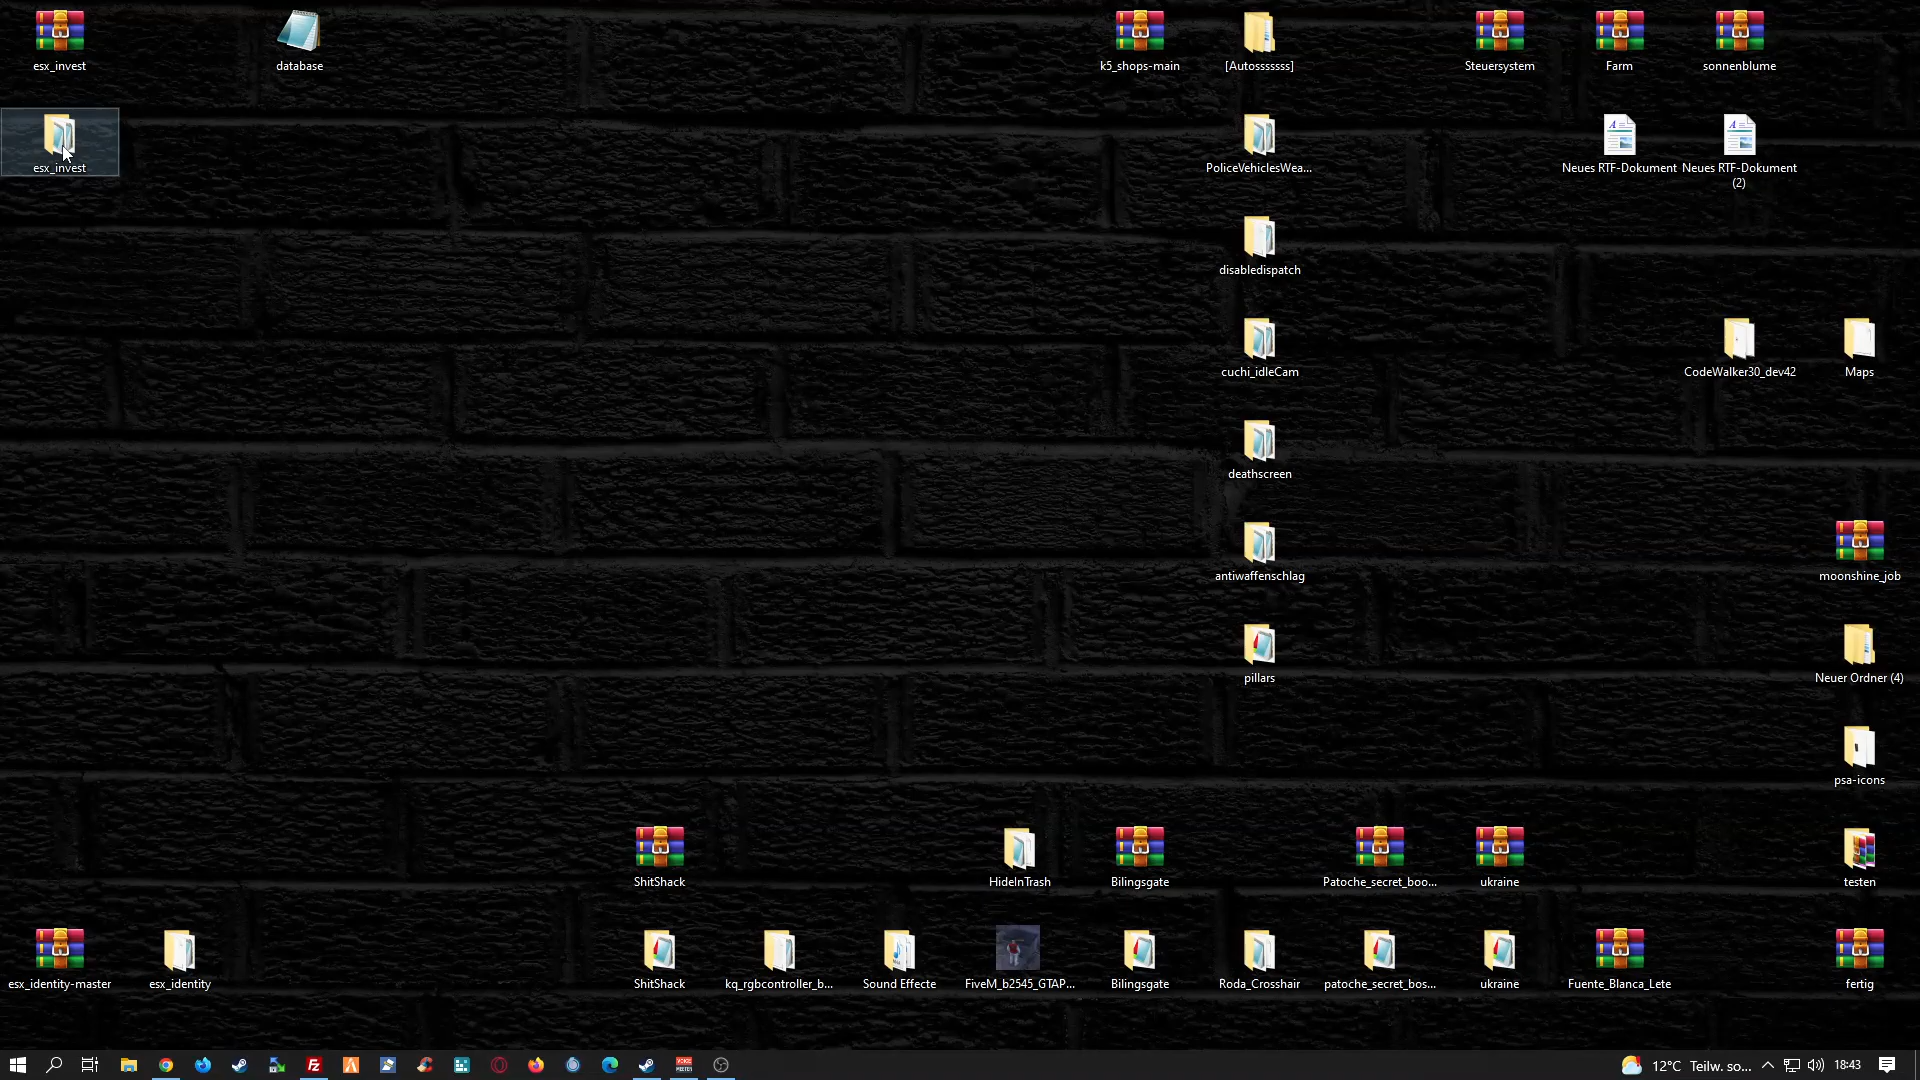 esx_invest
database
k5_shops-main
[Autosssssss]
Steuersystem
Farm
sonnenblume
esx_invest
PoliceVehiclesWea...
Neues RTF-Dokument
Neues RTF-Dokument
(2)
disabledispatch
cuchi_idleCam
CodeWalker30_dev42
Maps
deathscreen
antiwaffenschlag
moonshine_job
pillars
Neuer Ordner (4)
psa-icons
ShitShack
HideInTrash
Bilingsgate
Patoche_secret_boo...
ukraine
testen
esx_identity-master
esx_identity
ShitShack
kq_rgbcontroller_b...
Sound Effecte
FiveM_b2545_GTAP...
Bilingsgate
Roda_Crosshair
patoche_secret_bos...
ukraine
Fuente_Blanca_Lete
fertig
12°C Teilw. so...
18:43